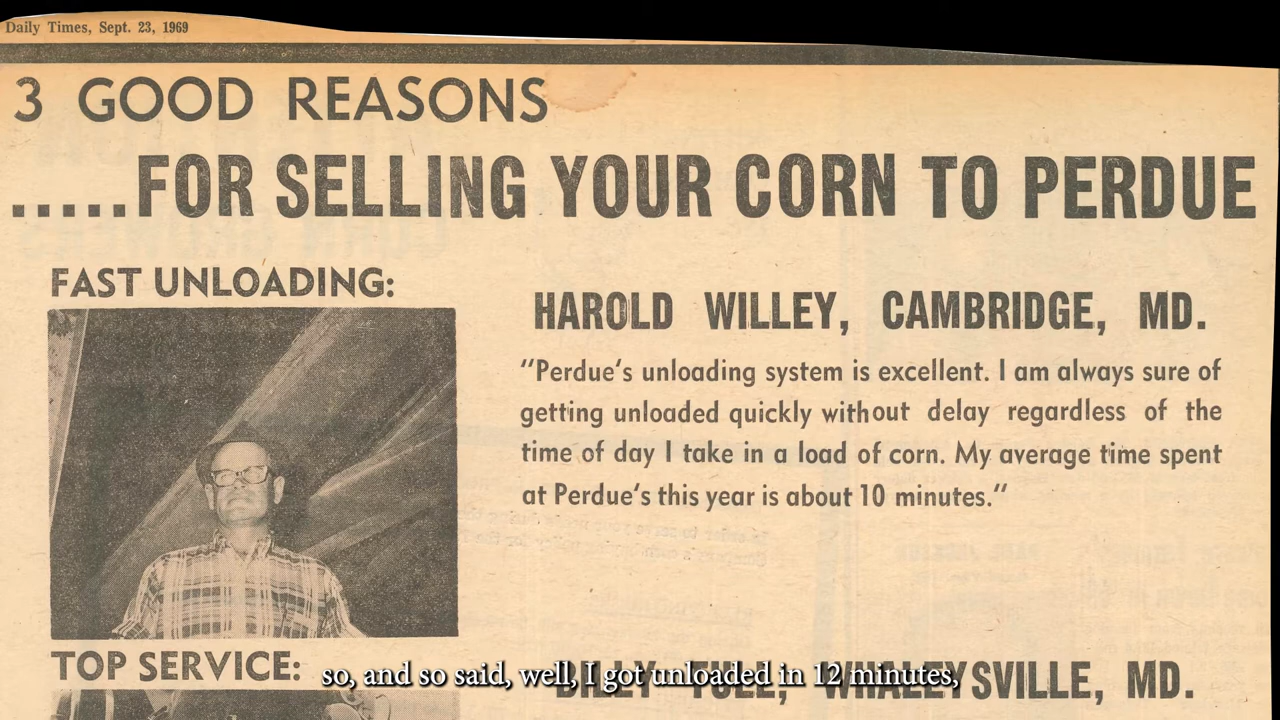 Daily Times, Sept. 23, 1969
3 GOOD REASONS
.....FOR SELLING YOUR CORN TO PERDUE
FAST UNLOADING:
HAROLD WILLEY, CAMBRIDGE, MD.
"Perdue's unloading system is excellent. I am always sure of
getting unloaded quickly without delay regardless of the
time of day I take in a load of corn. My average time spent
at Perdue's this year is about 10 minutes."
TOP SERVICE:
WHALEYSVILLE, MD.
so, and so said, well, I got unloaded in 12 minutes,